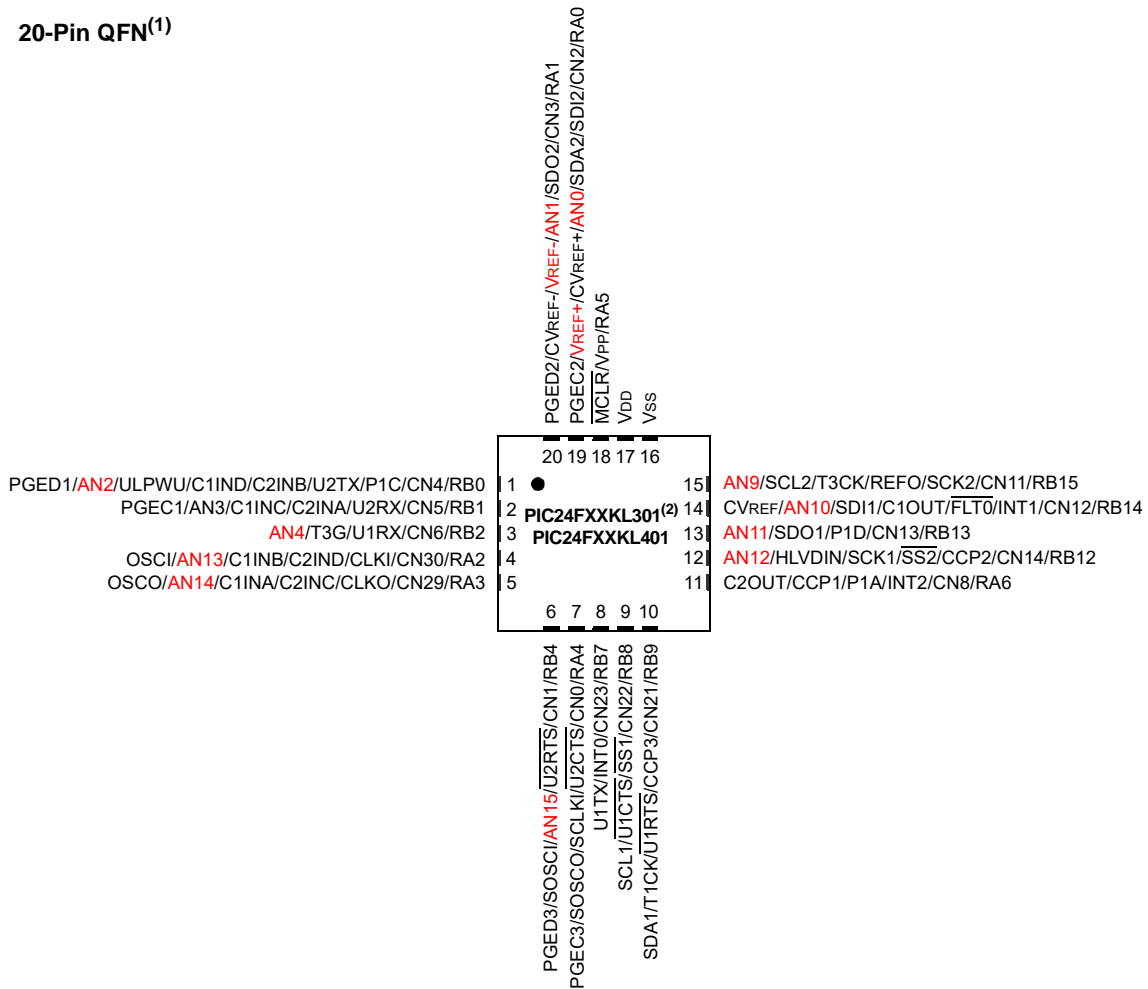 20-Pin QFN(1)
PGED2/CVREF-/VREF-/AN1/SDO2/CN3/RA1
PGEC2/VREF+/CVREF+/AN0/SDA2/SDI2/CN2/RA0
MCLR/VPP/RA5
VDD
VSS
20 19 18 17 16
PGED1/AN2/ULPWU/C1IND/C2INB/U2TX/P1C/CN4/RB0 1 15 AN9/SCL2/T3CK/REFO/SCK2/CN11/RB15
PGEC1/AN3/C1INC/C2INA/U2RX/CN5/RB1 2 PIC24FXXKL301(2) 14 CVREF/AN10/SDI1/C1OUT/FLT0/INT1/CN12/RB14
AN4/T3G/U1RX/CN6/RB2 3 PIC24FXXKL401 13 AN11/SDO1/P1D/CN13/RB13
OSCI/AN13/C1INB/C2IND/CLKI/CN30/RA2 4 12 AN12/HLVDIN/SCK1/SS2/CCP2/CN14/RB12
OSCO/AN14/C1INA/C2INC/CLKO/CN29/RA3 5 11 C2OUT/CCP1/P1A/INT2/CN8/RA6
6 7 8 9 10
PGED3/SOSCI/AN15/U2RTS/CN1/RB4
PGEC3/SOSCO/SCLKI/U2CTS/CN0/RA4
U1TX/INT0/CN23/RB7
SCL1/U1CTS/SS1/CN22/RB8
SDA1/T1CK/U1RTS/CCP3/CN21/RB9